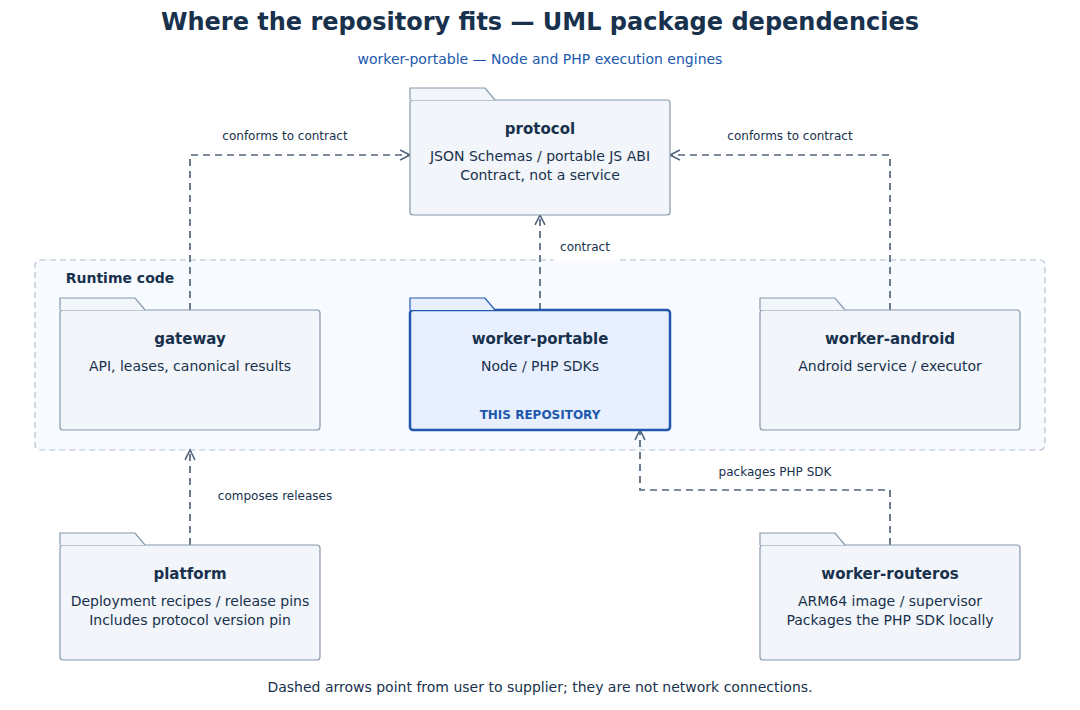 Where the repository fits — UML package dependencies
worker-portable — Node and PHP execution engines
protocol
JSON Schemas / portable JS ABI
Contract, not a service
conforms to contract
conforms to contract
contract
Runtime code
gateway
API, leases, canonical results
worker-portable
Node / PHP SDKs
THIS REPOSITORY
worker-android
Android service / executor
composes releases
packages PHP SDK
platform
Deployment recipes / release pins
Includes protocol version pin
worker-routeros
ARM64 image / supervisor
Packages the PHP SDK locally
Dashed arrows point from user to supplier; they are not network connections.